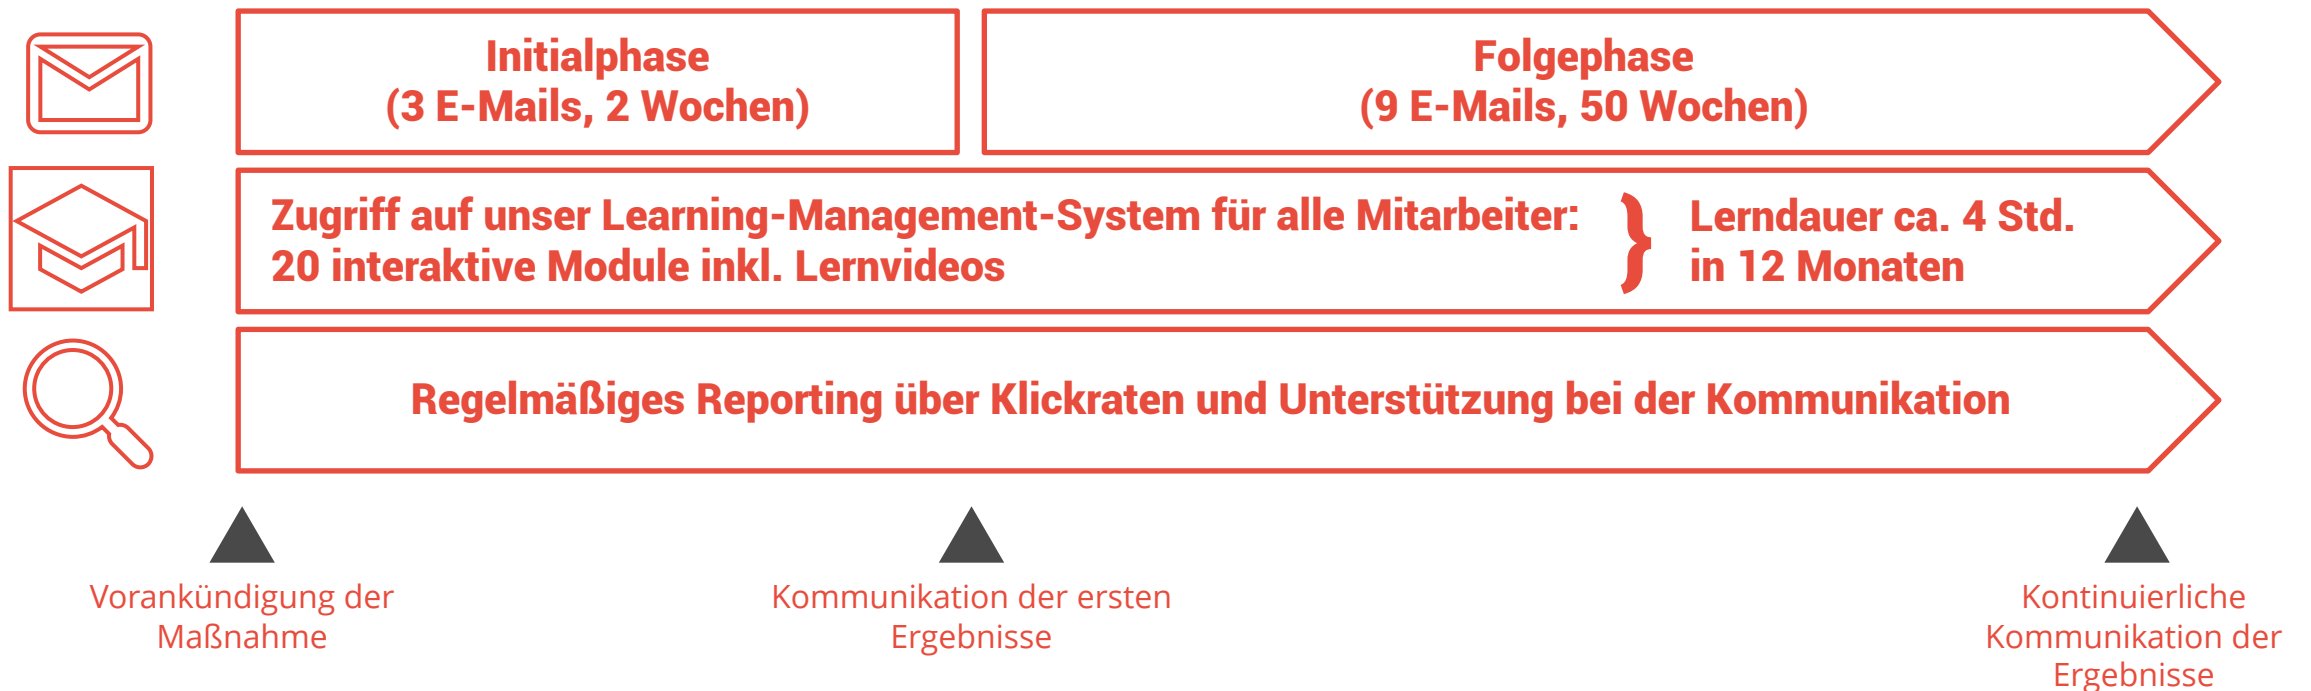 Initialphase
(3 E-Mails, 2 Wochen)
Folgephase
(9 E-Mails, 50 Wochen)
Zugriff auf unser Learning-Management-System für alle Mitarbeiter:
20 interaktive Module inkl. Lernvideos
} Lerndauer ca. 4 Std.
in 12 Monaten
Regelmäßiges Reporting über Klickraten und Unterstützung bei der Kommunikation
Vorankündigung der
Maßnahme
Kommunikation der ersten
Ergebnisse
Kontinuierliche
Kommunikation der
Ergebnisse